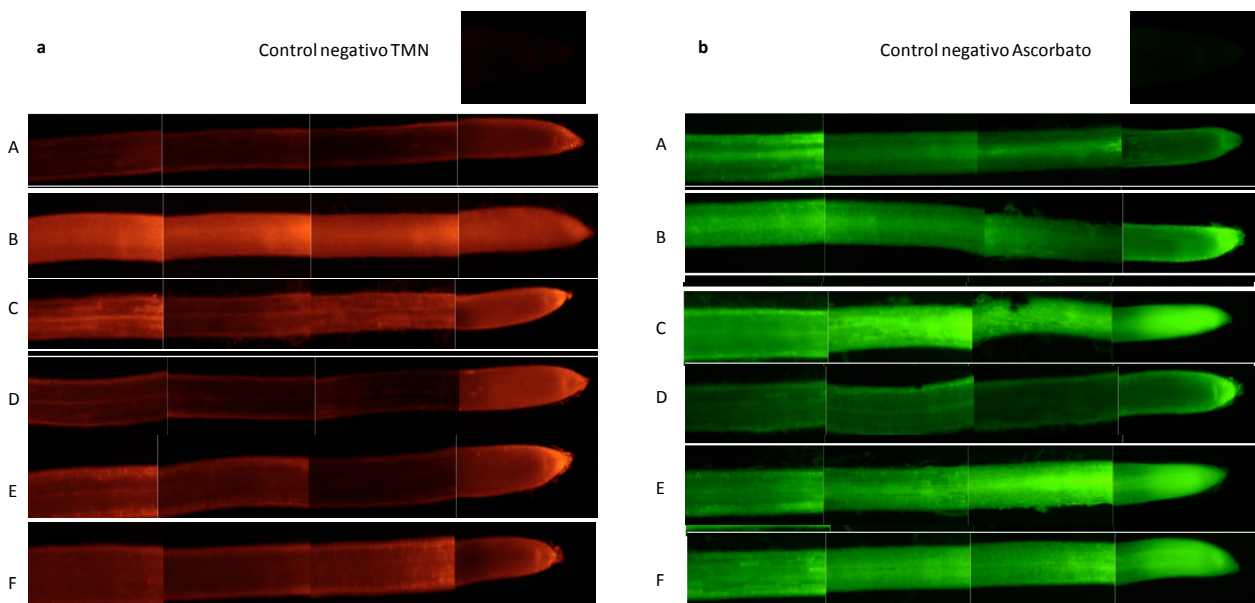 a
Control negativo TMN
A
B
C
D
E
F
b
Control negativo Ascorbato
A
B
C
D
E
F